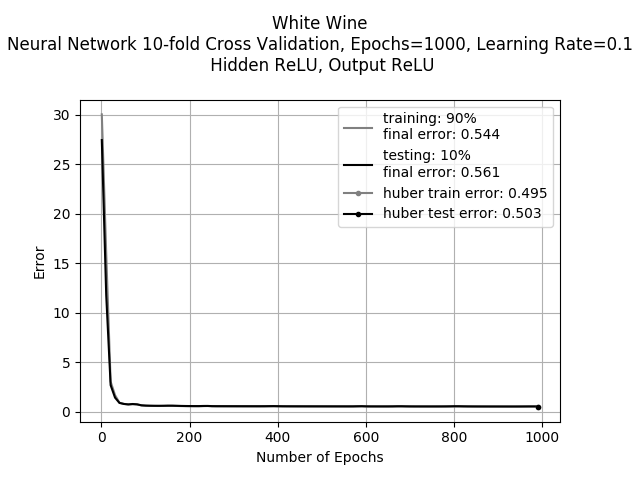 White Wine
Neural Network 10-fold Cross Validation, Epochs=1000, Learning Rate=0.1
Hidden ReLU, Output ReLU
training: 90%
final error: 0.544
testing: 10%
final error: 0.561
huber train error: 0.495
huber test error: 0.503
Error
30
25
20
15
10
5
0
0 200 400 600 800 1000
Number of Epochs